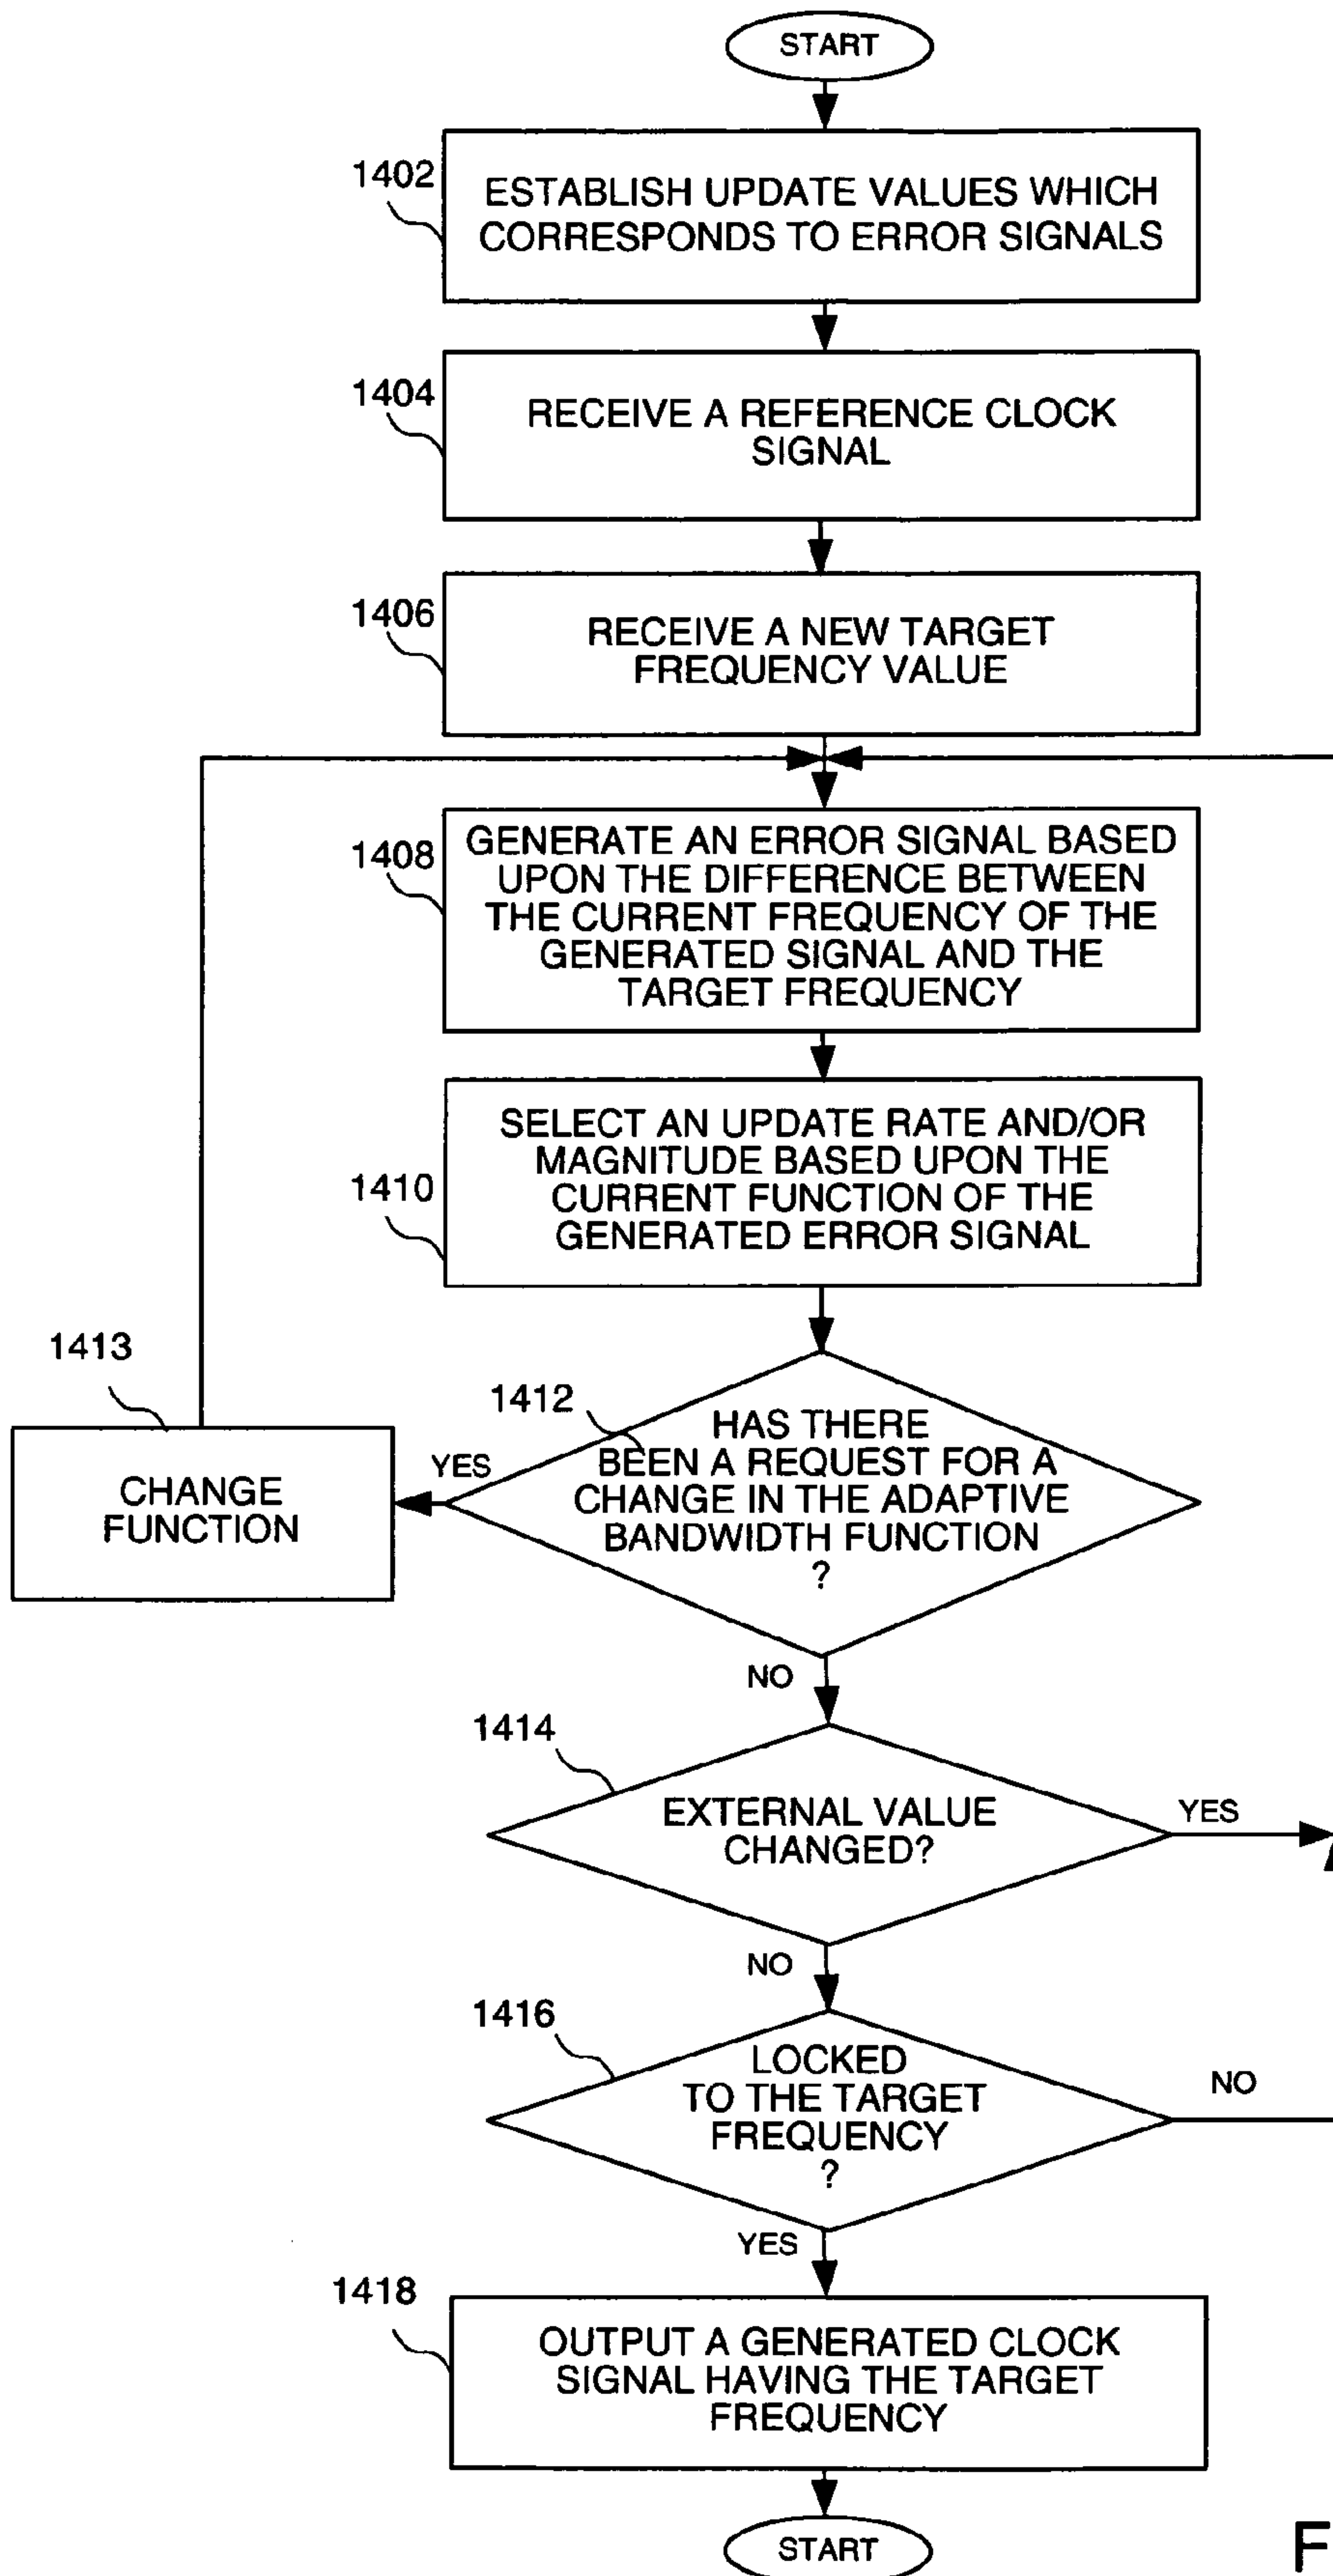 START
1402
ESTABLISH UPDATE VALUES WHICH
CORRESPONDS TO ERROR SIGNALS
1404
RECEIVE A REFERENCE CLOCK
SIGNAL
1406
RECEIVE A NEW TARGET
FREQUENCY VALUE
1408
GENERATE AN ERROR SIGNAL BASED
UPON THE DIFFERENCE BETWEEN
THE CURRENT FREQUENCY OF THE
GENERATED SIGNAL AND THE
TARGET FREQUENCY
1410
SELECT AN UPDATE RATE AND/OR
MAGNITUDE BASED UPON THE
CURRENT FUNCTION OF THE
GENERATED ERROR SIGNAL
1413
CHANGE
FUNCTION
YES
1412
HAS THERE
BEEN A REQUEST FOR A
CHANGE IN THE ADAPTIVE
BANDWIDTH FUNCTION
?
NO
1414
EXTERNAL VALUE
CHANGED?
YES
NO
1416
LOCKED
TO THE TARGET
FREQUENCY
?
NO
YES
1418
OUTPUT A GENERATED CLOCK
SIGNAL HAVING THE TARGET
FREQUENCY
START
F